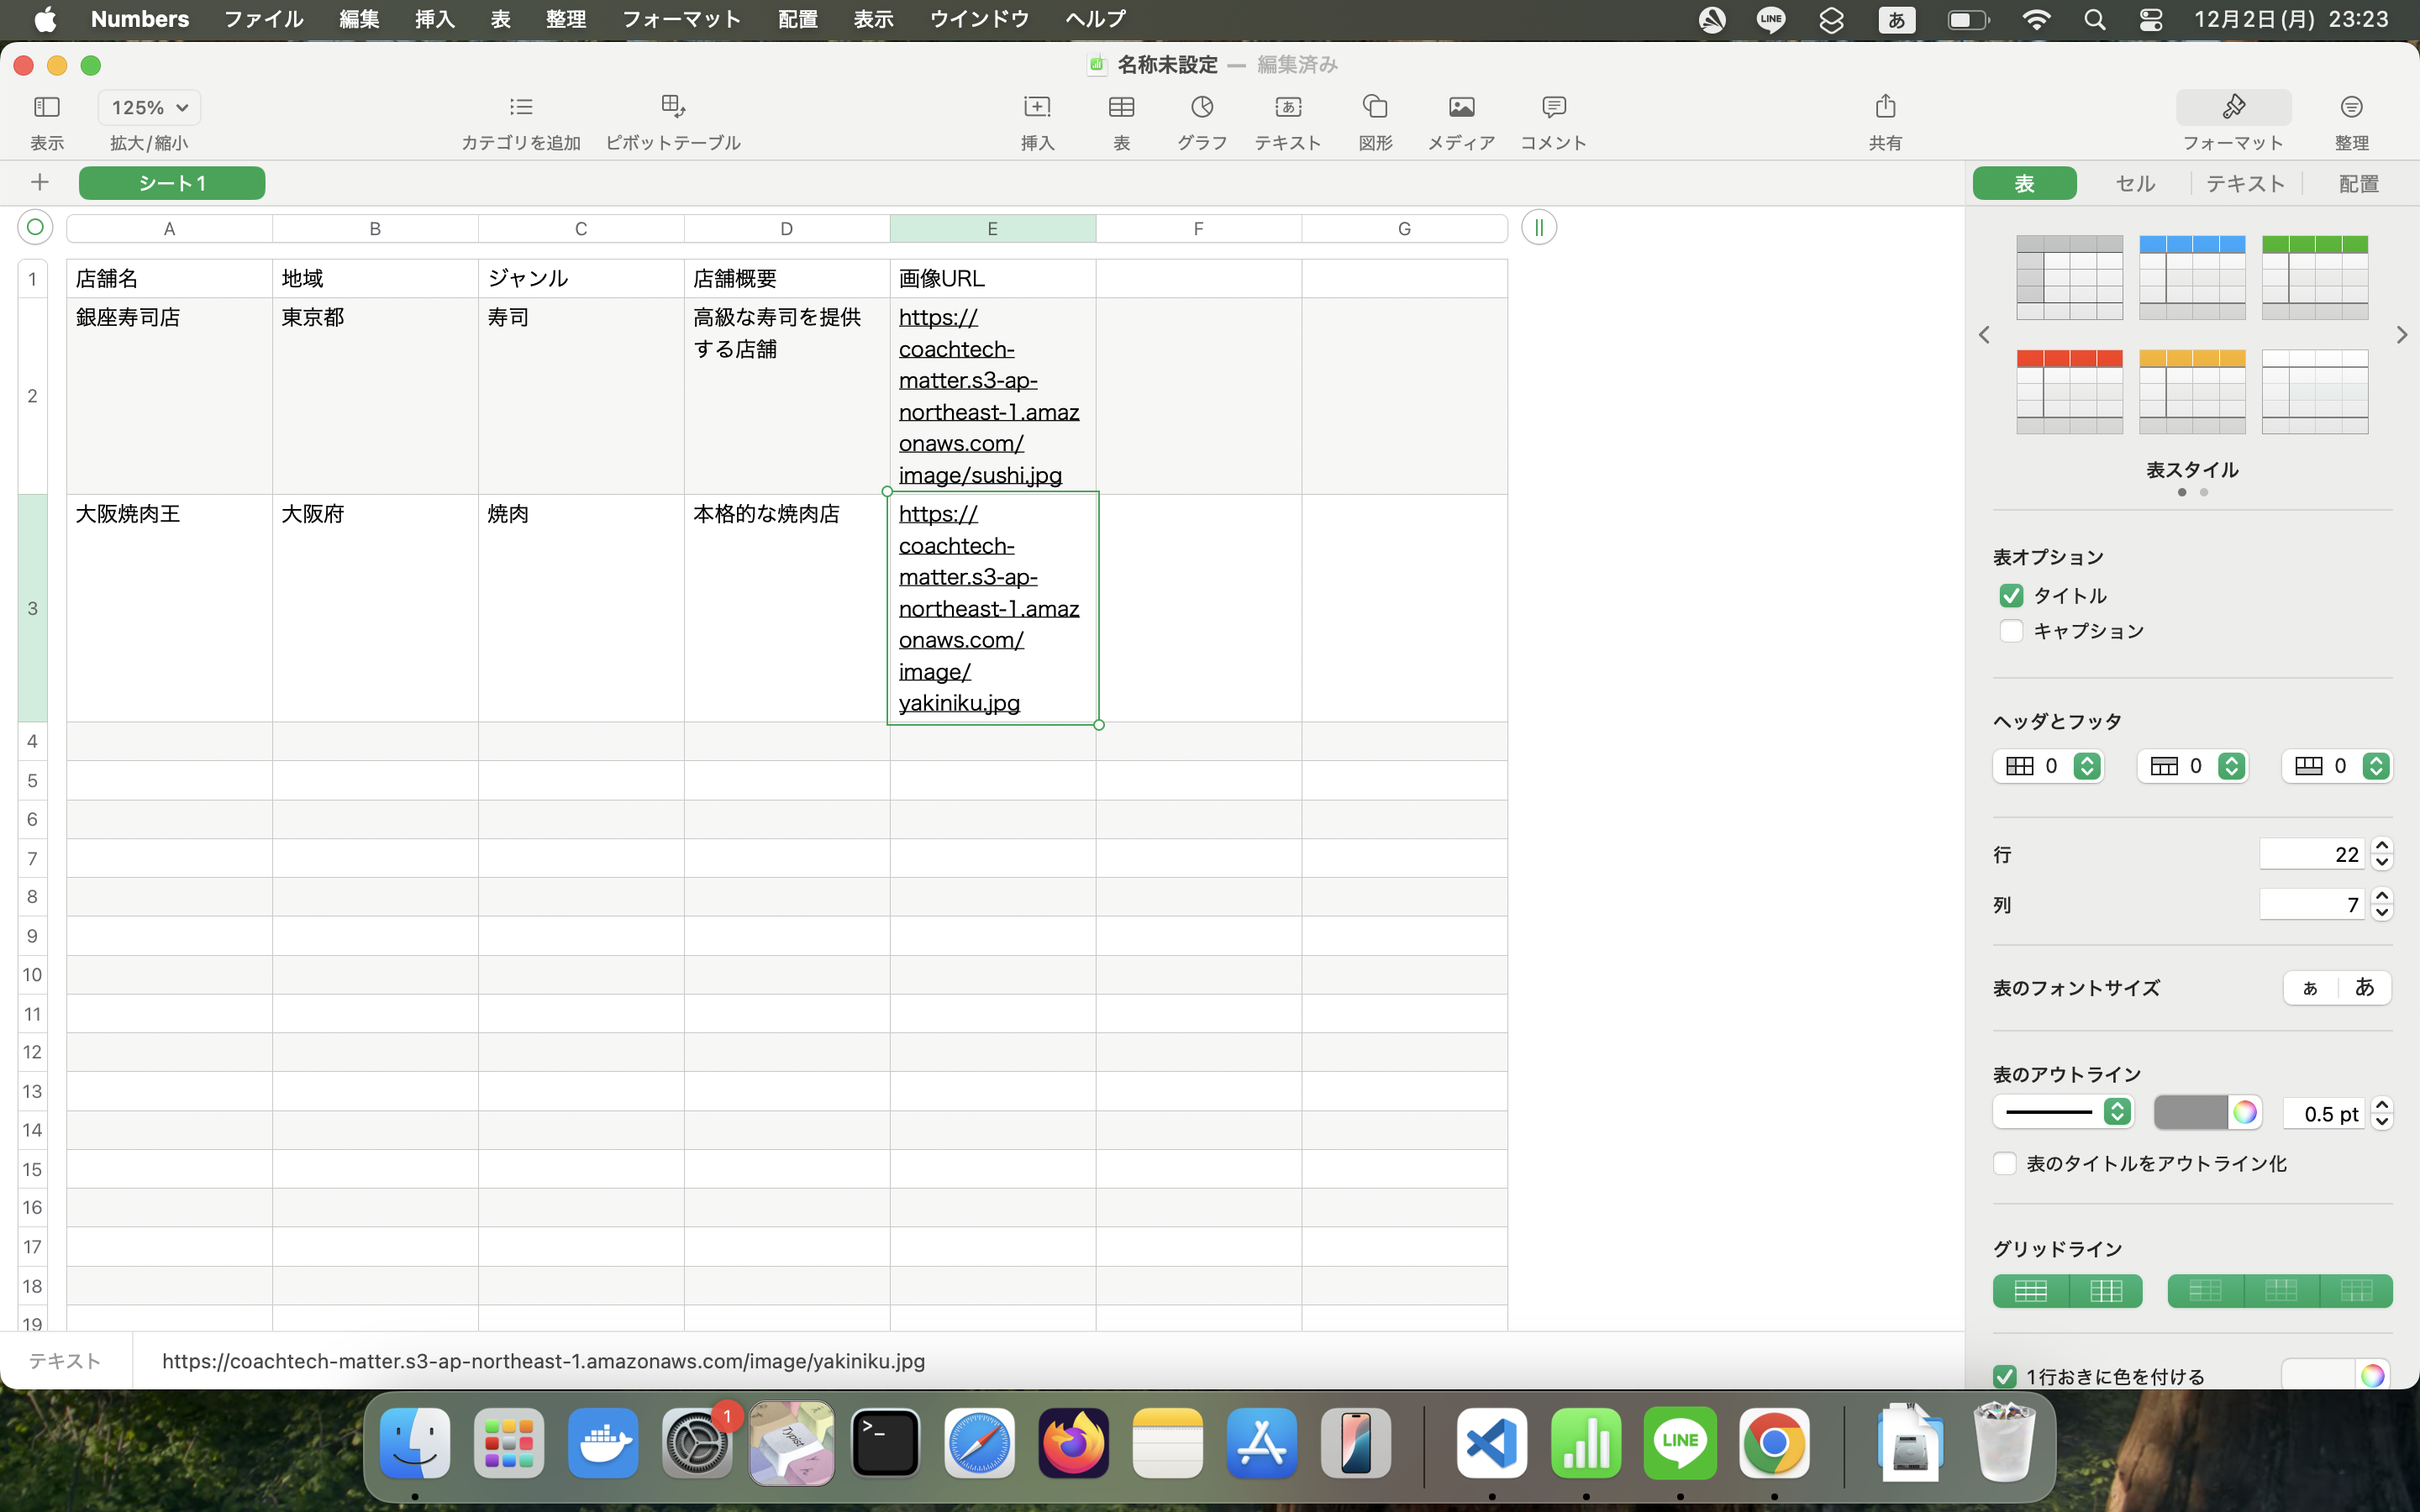 Numbers ファイル 編集 挿入 表 整理 フォーマット 配置 表示 ウインドウ ヘルプ LINE あ 12月2日(月) 23:23
名称未設定 — 編集済み
125%
表示 拡大/縮小 カテゴリを追加 ピボットテーブル 挿入 表 グラフ テキスト 図形 メディア コメント 共有 フォーマット 整理
シート1 表 セル テキスト 配置
A B C D E F G
1 店舗名 地域 ジャンル 店舗概要 画像URL
2 銀座寿司店 東京都 寿司 高級な寿司を提供
する店舗
https://
coachtech-
matter.s3-ap-
northeast-1.amaz
onaws.com/
image/sushi.jpg
3 大阪焼肉王 大阪府 焼肉 本格的な焼肉店
https://
coachtech-
matter.s3-ap-
northeast-1.amaz
onaws.com/
image/
yakiniku.jpg
4
5
6
7
8
9
10
11
12
13
14
15
16
17
18
19
テキスト https://coachtech-matter.s3-ap-northeast-1.amazonaws.com/image/yakiniku.jpg
表スタイル
表オプション
タイトル
キャプション
ヘッダとフッタ
0 0 0
行 22
列 7
表のフォントサイズ あ あ
表のアウトライン
0.5 pt
表のタイトルをアウトライン化
グリッドライン
1行おきに色を付ける
1
Typist
>_
LINE